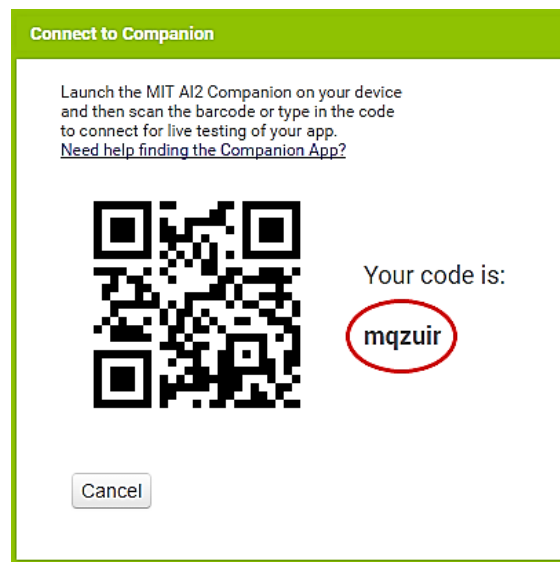 Connect to Companion
Launch the MIT AI2 Companion on your device
and then scan the barcode or type in the code
to connect for live testing of your app.
Need help finding the Companion App?
Your code is:
mqzuir
Cancel